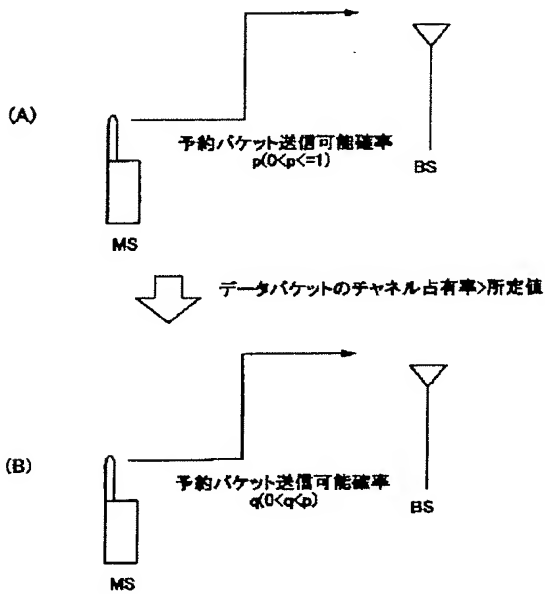 (A)
予約パケット送信可能確率
p(0<p<=1)
BS
MS
データパケットのチャネル占有率>所定値
(B)
予約パケット送信可能確率
q(0<q<p)
BS
MS